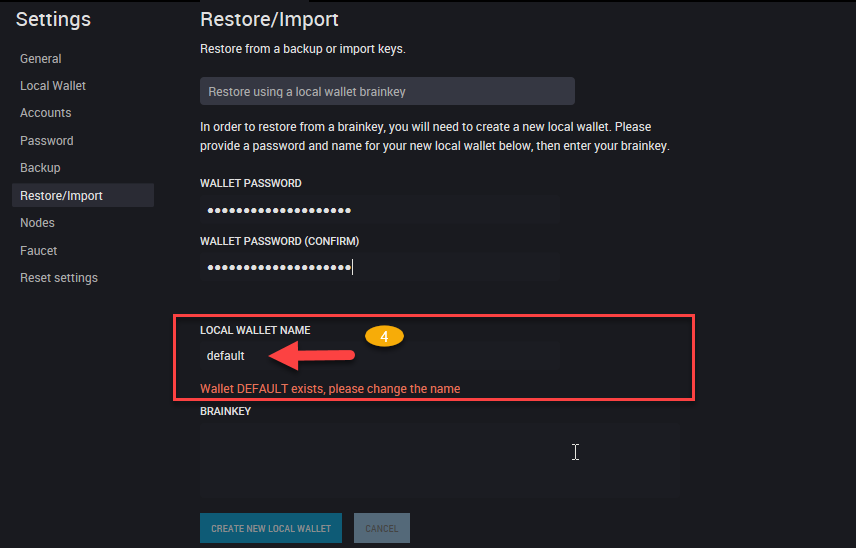 Settings
General
Local Wallet
Accounts
Password
Backup
Restore/Import
Nodes
Faucet
Reset settings
Restore/Import
Restore from a backup or import keys.
Restore using a local wallet brainkey
In order to restore from a brainkey, you will need to create a new local wallet. Please
provide a password and name for your new local wallet below, then enter your brainkey.
WALLET PASSWORD
••••••••••••••••••••
WALLET PASSWORD (CONFIRM)
••••••••••••••••••••
LOCAL WALLET NAME
4
default
Wallet DEFAULT exists, please change the name
BRAINKEY
CREATE NEW LOCAL WALLET
CANCEL